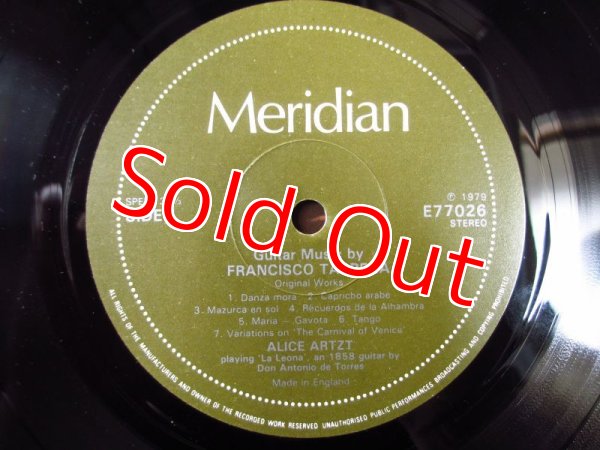 Meridian
Sold Out
℗ 1979
E77026
STEREO
Guitar Music by
FRANCISCO
Original Works
1. Danza mora 2. Capricho arabe
3. Mazurca en sol 4. Recuerdos de la Alhambra
5. Maria - Gavota 6. Tango
7. Variations on 'The Carnival of Venice'
ALICE ARTZT
playing 'La Leona' an 1858 guitar by
Don Antonio de Torres
Made in England
ALL RIGHTS OF THE MANUFACTURERS AND OWNER OF THE RECORDED WORK RESERVED UNAUTHORISED PUBLIC PERFORMANCES BROADCASTING AND COPYING PROHIBITED